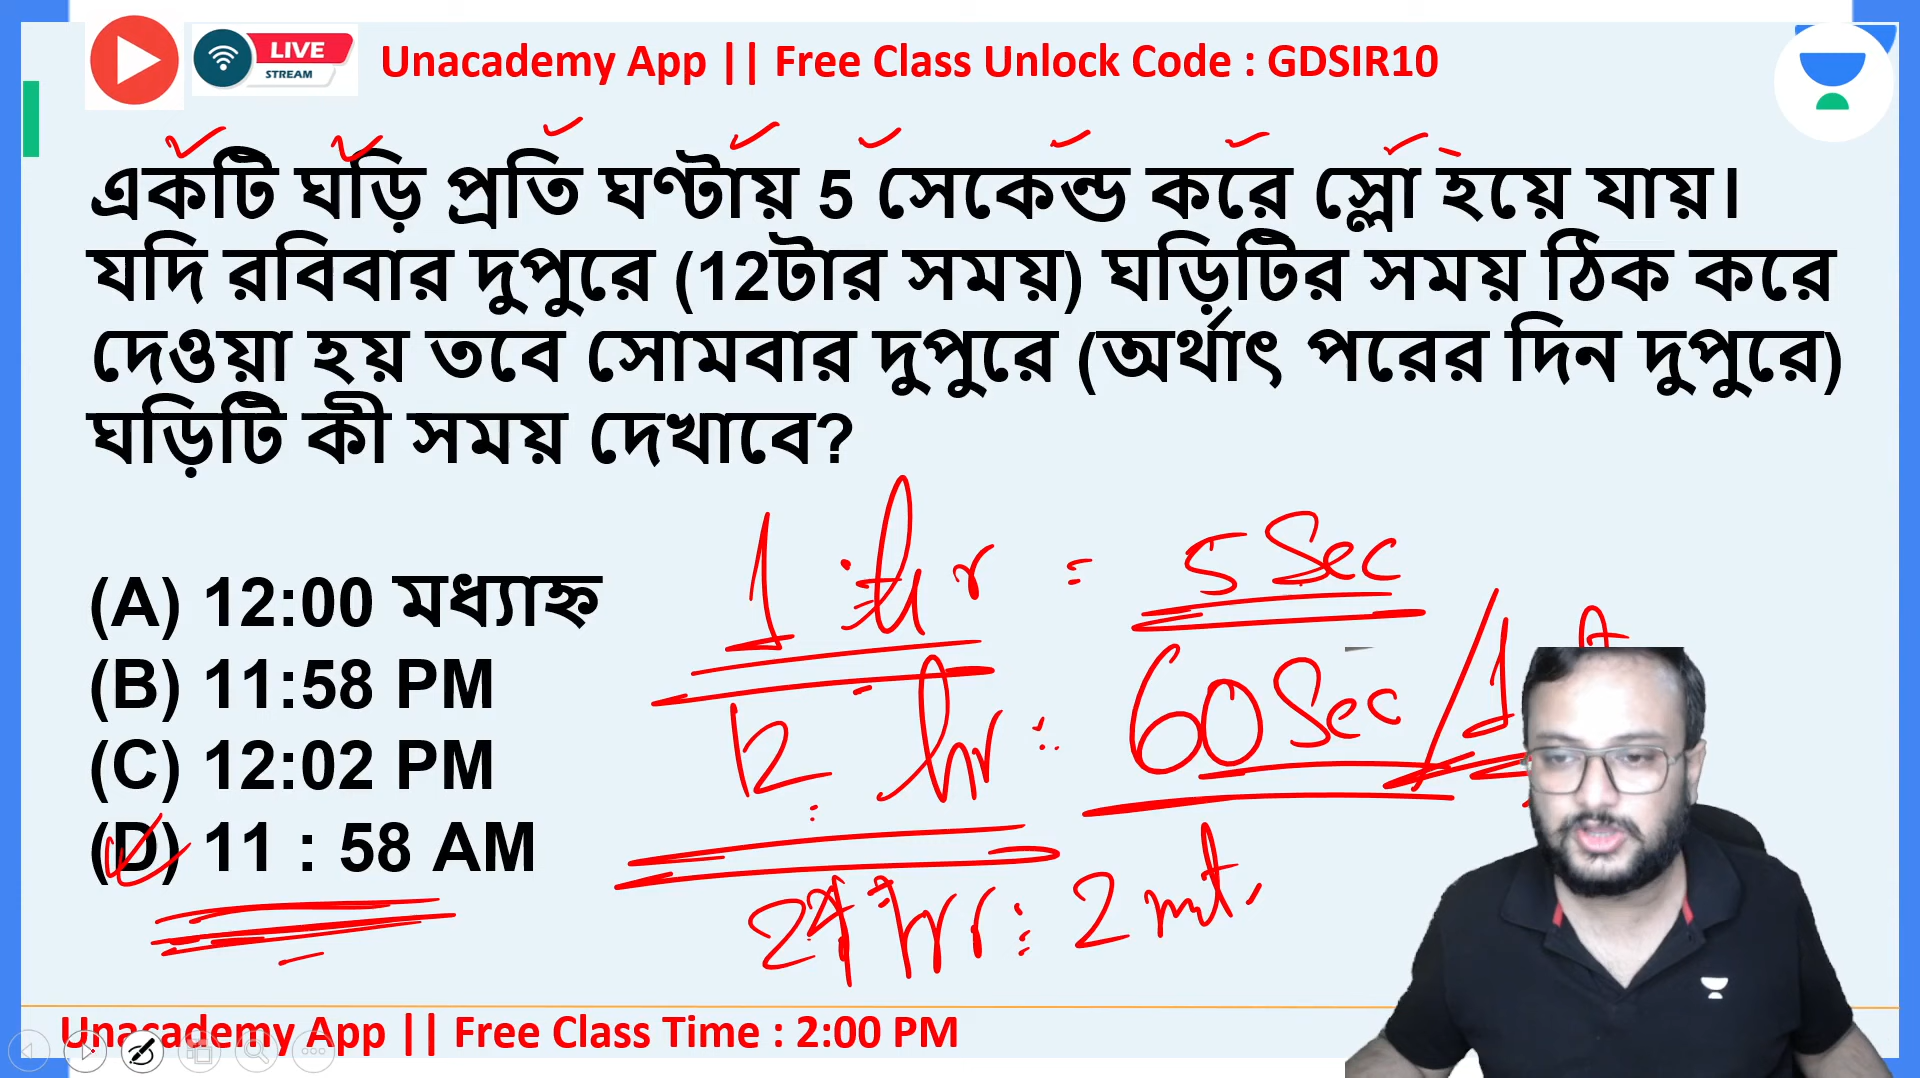 LIVE
STREAM
Unacademy App || Free Class Unlock Code : GDSIR10
একটি ঘড়ি প্রতি ঘণ্টায় 5 সেকেন্ড করে স্লো হয়ে যায়।
যদি রবিবার দুপুরে (12টার সময়) ঘড়িটির সময় ঠিক করে
দেওয়া হয় তবে সোমবার দুপুরে (অর্থাৎ পরের দিন দুপুরে)
ঘড়িটি কী সময় দেখাবে?
(A) 12:00 মধ্যাহ্ন
(B) 11:58 PM
(C) 12:02 PM
(D) 11 : 58 AM
1 hr = 5 Sec
12 hr = 60 Sec / 1
24 hr = 2 mt.
Unacademy App || Free Class Time : 2:00 PM